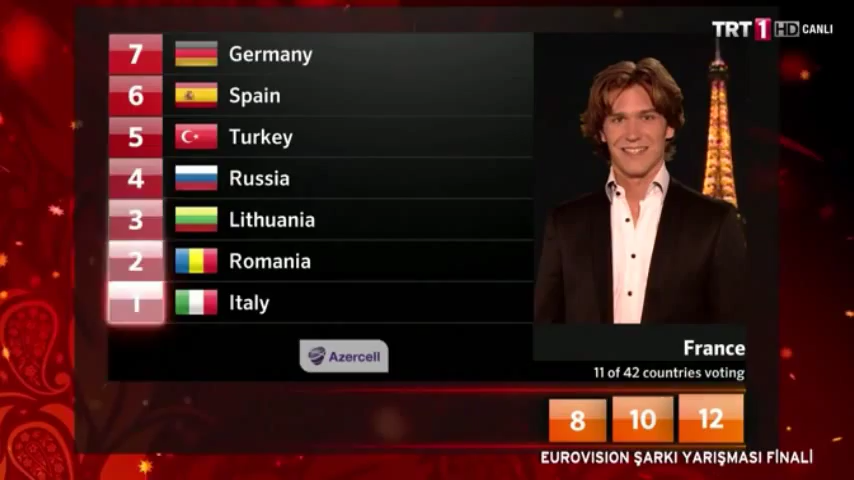 TRT 1 HD CANLI
7 Germany
6 Spain
5 Turkey
4 Russia
3 Lithuania
2 Romania
1 Italy
Azercell
France
11 of 42 countries voting
8 10 12
EUROVISION ŞARKI YARIŞMASI FİNALİ